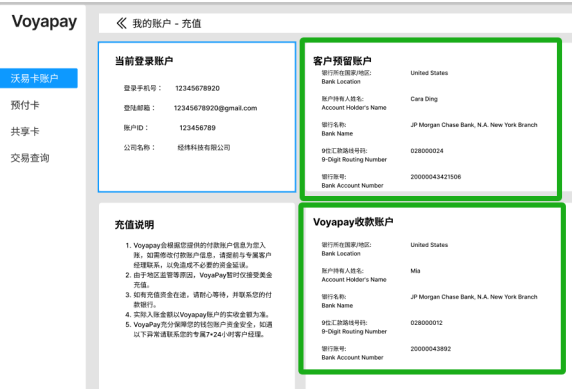 Voyapay
沃易卡账户
预付卡
共享卡
交易查询
《 我的账户 - 充值
当前登录账户
登录手机号： 12345678920
登陆邮箱： 12345678920@gmail.com
账户ID： 123456789
公司名称： 经纬科技有限公司
客户预留账户
银行所在国家/地区: United States
Bank Location
账户持有人姓名: Cara Ding
Account Holder's Name
银行名称: JP Morgan Chase Bank, N.A. New York Branch
Bank Name
9位汇款路线号码: 028000024
9-Digit Routing Number
银行账号: 20000043421506
Bank Account Number
充值说明
1. Voyapay会根据您提供的付款账户信息为您入
账，如需修改付款账户信息，请提前与专属客户
经理联系，以免造成不必要的资金延误。
2. 由于地区监管等原因，VoyaPay暂时仅接受美金
充值。
3. 如有充值资金在途，请耐心等待，并联系您的付
款银行。
4. 实际入账金额以Voyapay账户的实收金额为准。
5. VoyaPay充分保障您的钱包账户资金安全，如遇
以下异常请联系您的专属7*24小时客户经理。
Voyapay收款账户
银行所在国家/地区: United States
Bank Location
账户持有人姓名: Mia
Account Holder's Name
银行名称: JP Morgan Chase Bank, N.A. New York Branch
Bank Name
9位汇款路线号码: 028000012
9-Digit Routing Number
银行账号: 20000043892
Bank Account Number